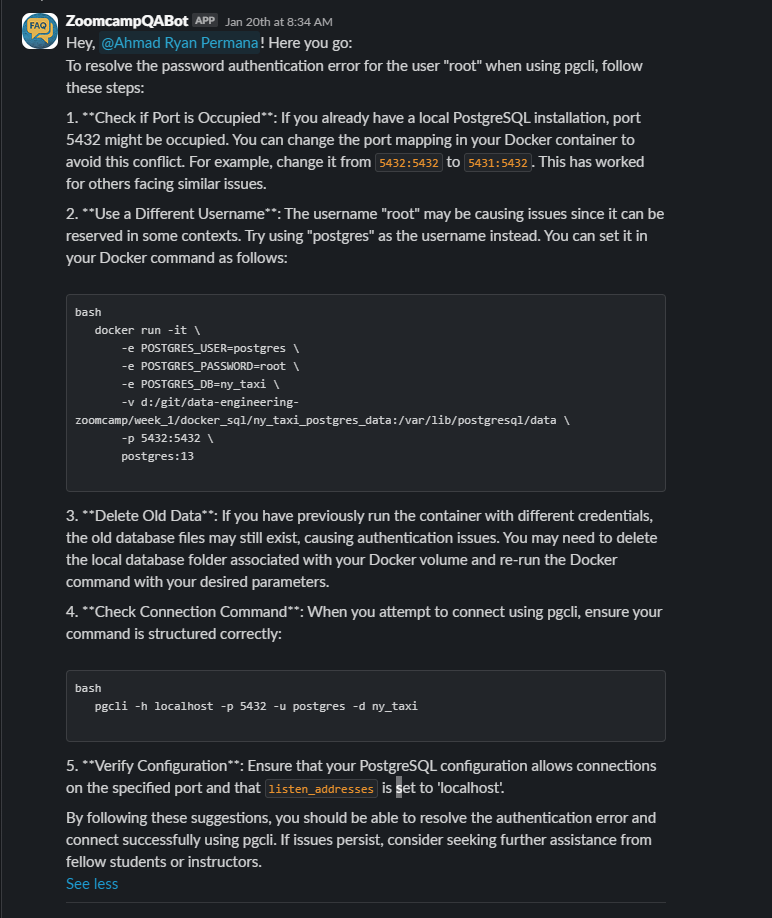 FAQ
ZoomcampQABot APP Jan 20th at 8:34 AM
Hey, @Ahmad Ryan Permana! Here you go:
To resolve the password authentication error for the user "root" when using pgcli, follow
these steps:
1. **Check if Port is Occupied**: If you already have a local PostgreSQL installation, port
5432 might be occupied. You can change the port mapping in your Docker container to
avoid this conflict. For example, change it from 5432:5432 to 5431:5432. This has worked
for others facing similar issues.
2. **Use a Different Username**: The username "root" may be causing issues since it can be
reserved in some contexts. Try using "postgres" as the username instead. You can set it in
your Docker command as follows:
bash
docker run -it \
-e POSTGRES_USER=postgres \
-e POSTGRES_PASSWORD=root \
-e POSTGRES_DB=ny_taxi \
-v d:/git/data-engineering-
zoomcamp/week_1/docker_sql/ny_taxi_postgres_data:/var/lib/postgresql/data \
-p 5432:5432 \
postgres:13
3. **Delete Old Data**: If you have previously run the container with different credentials,
the old database files may still exist, causing authentication issues. You may need to delete
the local database folder associated with your Docker volume and re-run the Docker
command with your desired parameters.
4. **Check Connection Command**: When you attempt to connect using pgcli, ensure your
command is structured correctly:
bash
pgcli -h localhost -p 5432 -u postgres -d ny_taxi
5. **Verify Configuration**: Ensure that your PostgreSQL configuration allows connections
on the specified port and that listen_addresses is set to 'localhost'.
By following these suggestions, you should be able to resolve the authentication error and
connect successfully using pgcli. If issues persist, consider seeking further assistance from
fellow students or instructors.
See less